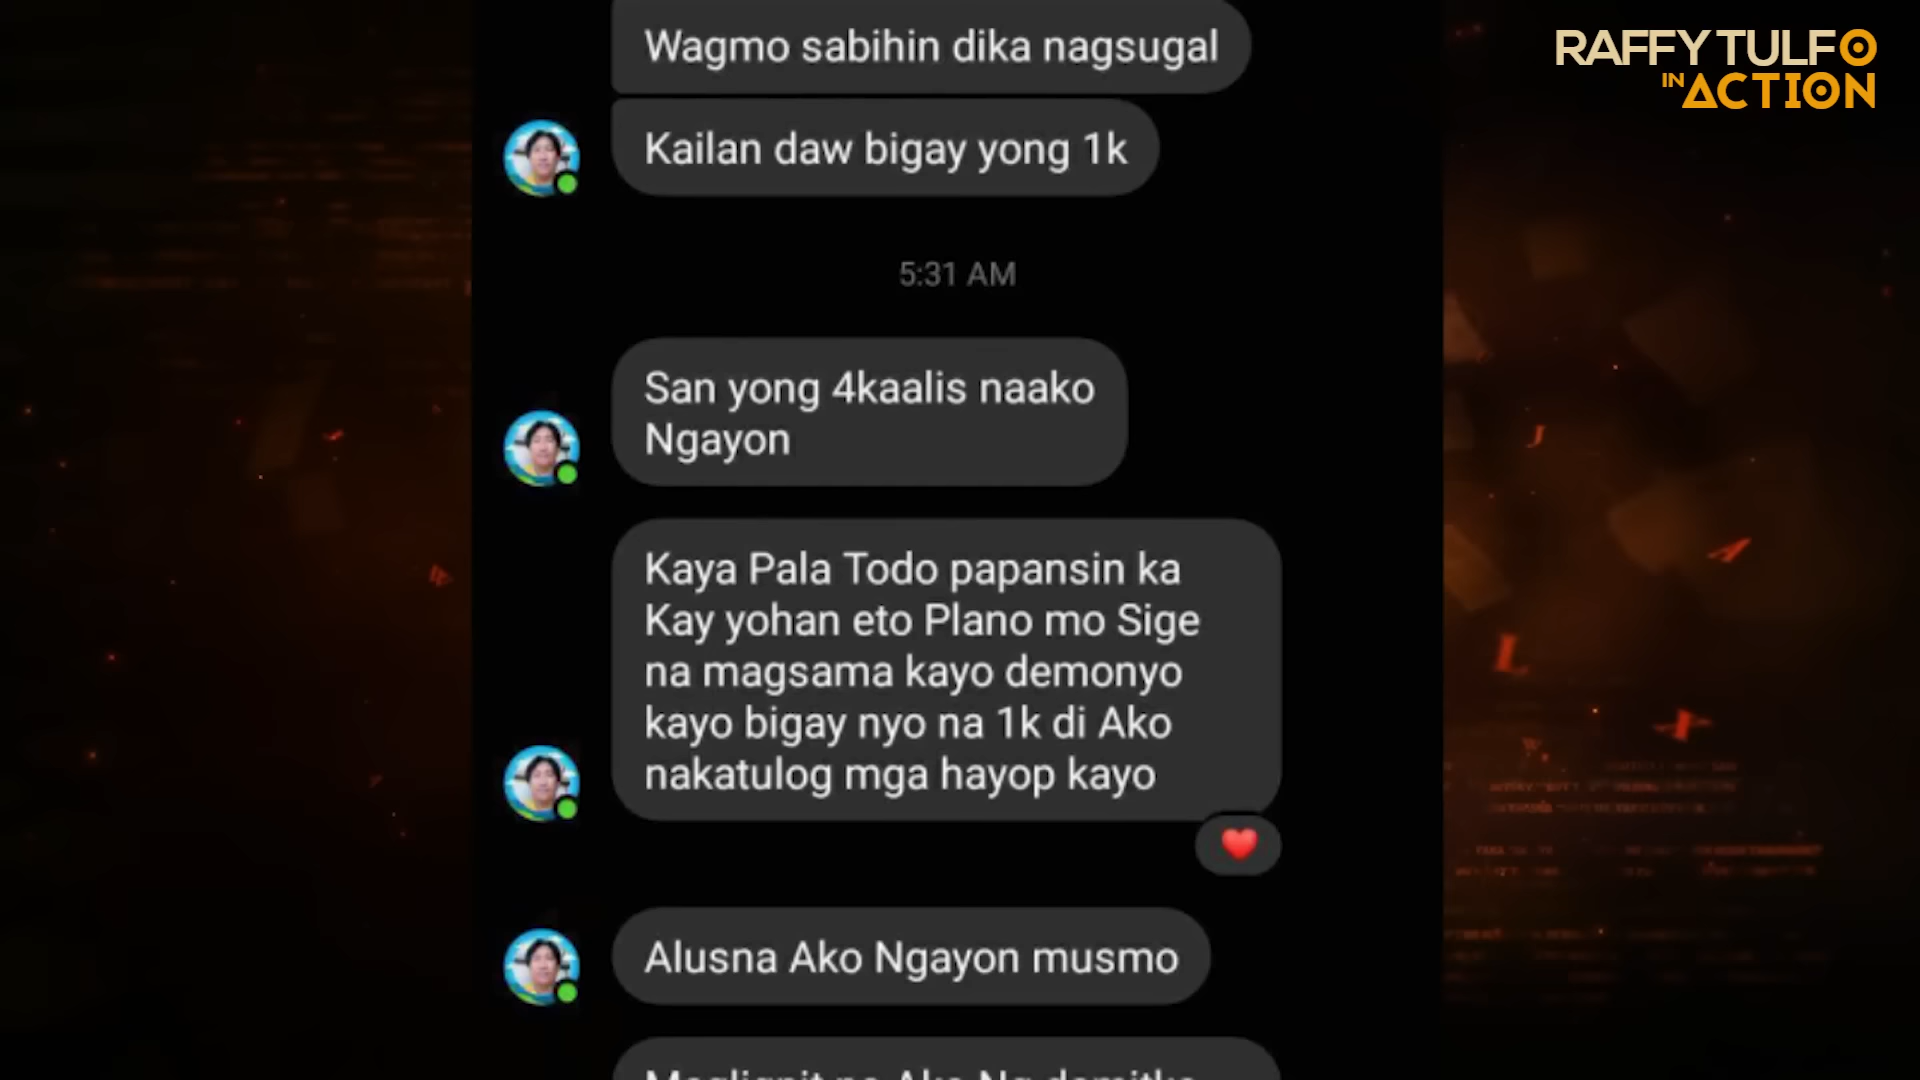 RAFFY TULFO
IN ACTION
Wagmo sabihin dika nagsugal
Kailan daw bigay yong 1k
5:31 AM
San yong 4kaalis naako
Ngayon
Kaya Pala Todo papansin ka
Kay yohan eto Plano mo Sige
na magsama kayo demonyo
kayo bigay nyo na 1k di Ako
nakatulog mga hayop kayo
Alusna Ako Ngayon musmo